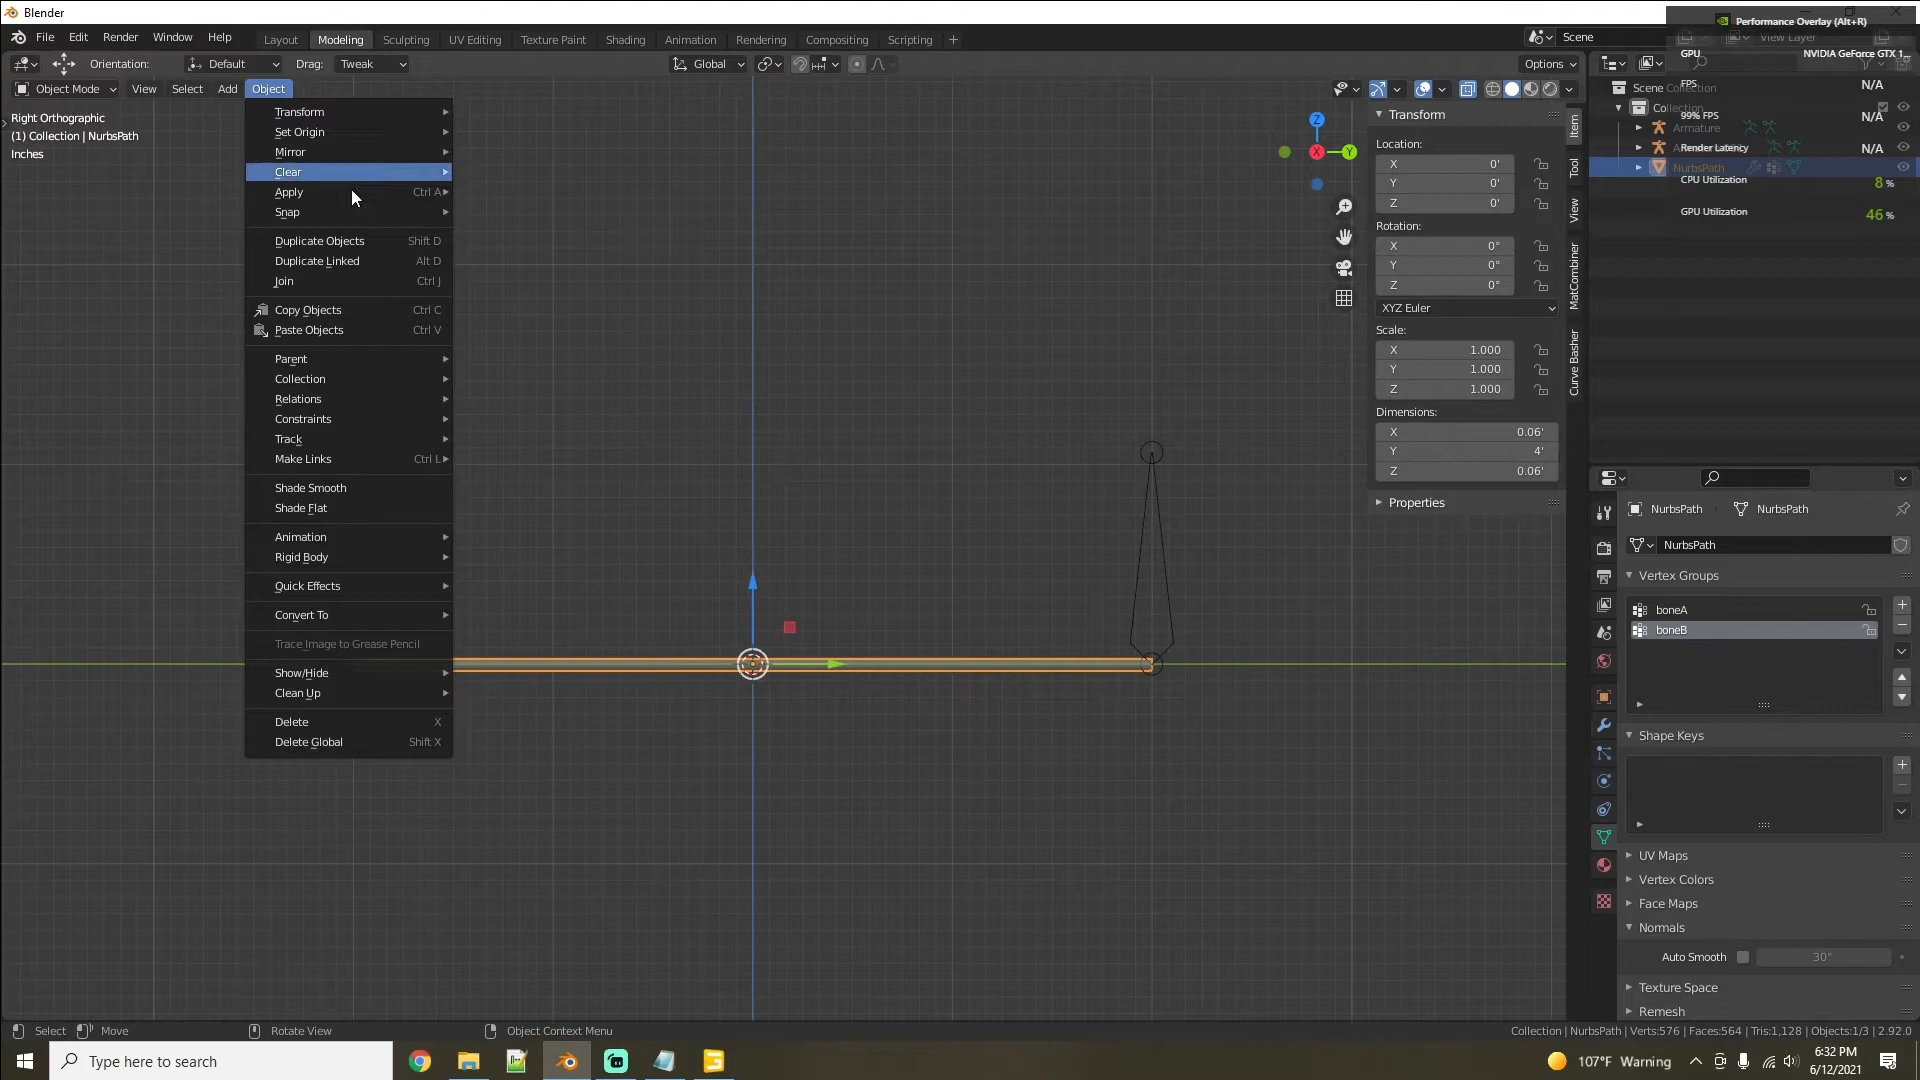 Blender
Performance Overlay (Alt+R)
File Edit Render Window Help
Layout Modeling Sculpting UV Editing Texture Paint Shading Animation Rendering Compositing Scripting +
Scene
View Layer
GPU NVIDIA GeForce GTX 1...
Orientation: Default Drag: Tweak
Global
Options
FPS N/A
Object Mode View Select Add Object
Scene Collection
Collection
99% FPS N/A
Armature
Render Latency N/A
NurbsPath
CPU Utilization 8 %
GPU Utilization 46 %
Right Orthographic
(1) Collection | NurbsPath
Inches
Transform
Set Origin
Mirror
Clear
Apply Ctrl A
Snap
Duplicate Objects Shift D
Duplicate Linked Alt D
Join Ctrl J
Copy Objects Ctrl C
Paste Objects Ctrl V
Parent
Collection
Relations
Constraints
Track
Make Links Ctrl L
Shade Smooth
Shade Flat
Animation
Rigid Body
Quick Effects
Convert To
Trace Image to Grease Pencil
Show/Hide
Clean Up
Delete X
Delete Global Shift X
Z
X
Y
Transform
Location:
X 0'
Y 0'
Z 0'
Rotation:
X 0°
Y 0°
Z 0°
XYZ Euler
Scale:
X 1.000
Y 1.000
Z 1.000
Dimensions:
X 0.06'
Y 4'
Z 0.06'
Properties
Item
Tool
View
MatCombiner
Curve Basher
NurbsPath NurbsPath
NurbsPath
Vertex Groups
boneA
boneB
Shape Keys
UV Maps
Vertex Colors
Face Maps
Normals
Auto Smooth 30°
Texture Space
Remesh
Select Move Rotate View Object Context Menu
Collection | NurbsPath | Verts:576 | Faces:564 | Tris:1,128 | Objects:1/3 | 2.92.0
Type here to search
107°F Warning
6:32 PM
6/12/2021